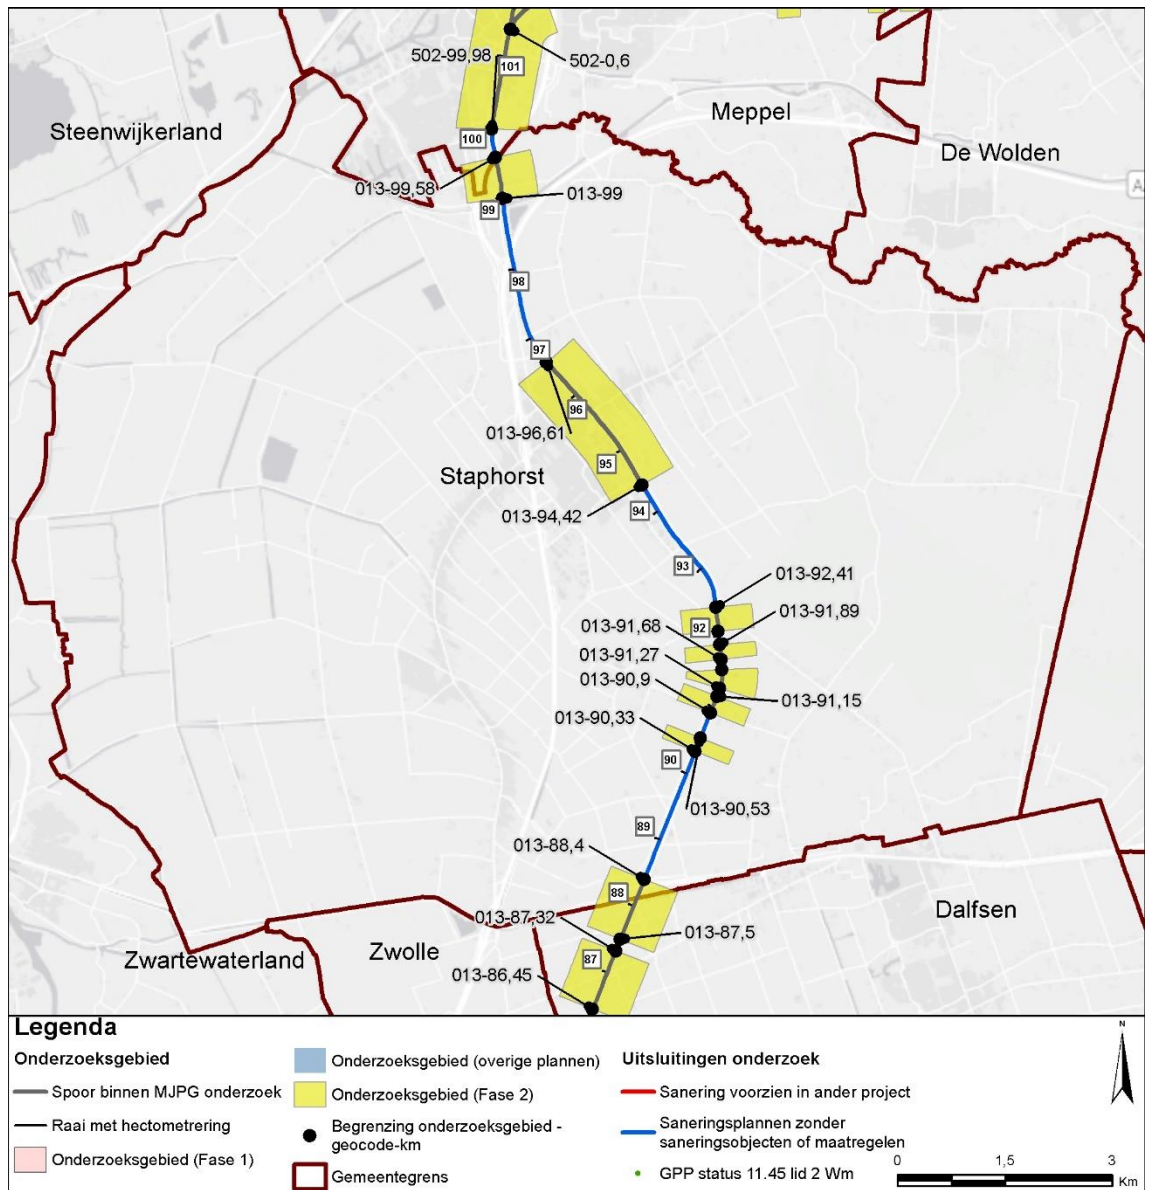 502-99,98
502-0,6
101
Meppel
Steenwijkerland
100
De Wolden
013-99,58
013-99
99
98
97
96
013-96,61
95
Staphorst
94
013-94,42
93
013-92,41
013-91,89
92
013-91,68
013-91,27
013-90,9
013-91,15
013-90,33
90
013-90,53
89
013-88,4
88
Dalfsen
013-87,32
013-87,5
Zwolle
Zwartewaterland
87
013-86,45
Legenda
Onderzoeksgebied
Spoor binnen MJPG onderzoek
Raai met hectometrering
Onderzoeksgebied (Fase 1)
Onderzoeksgebied (overige plannen)
Onderzoeksgebied (Fase 2)
Begrenzing onderzoeksgebied -
geocode-km
Gemeentegrens
Uitsluitingen onderzoek
Sanering voorzien in ander project
Saneringsplannen zonder
saneringsobjecten of maatregelen
GPP status 11.45 lid 2 Wm
N
0 1,5 3
Km